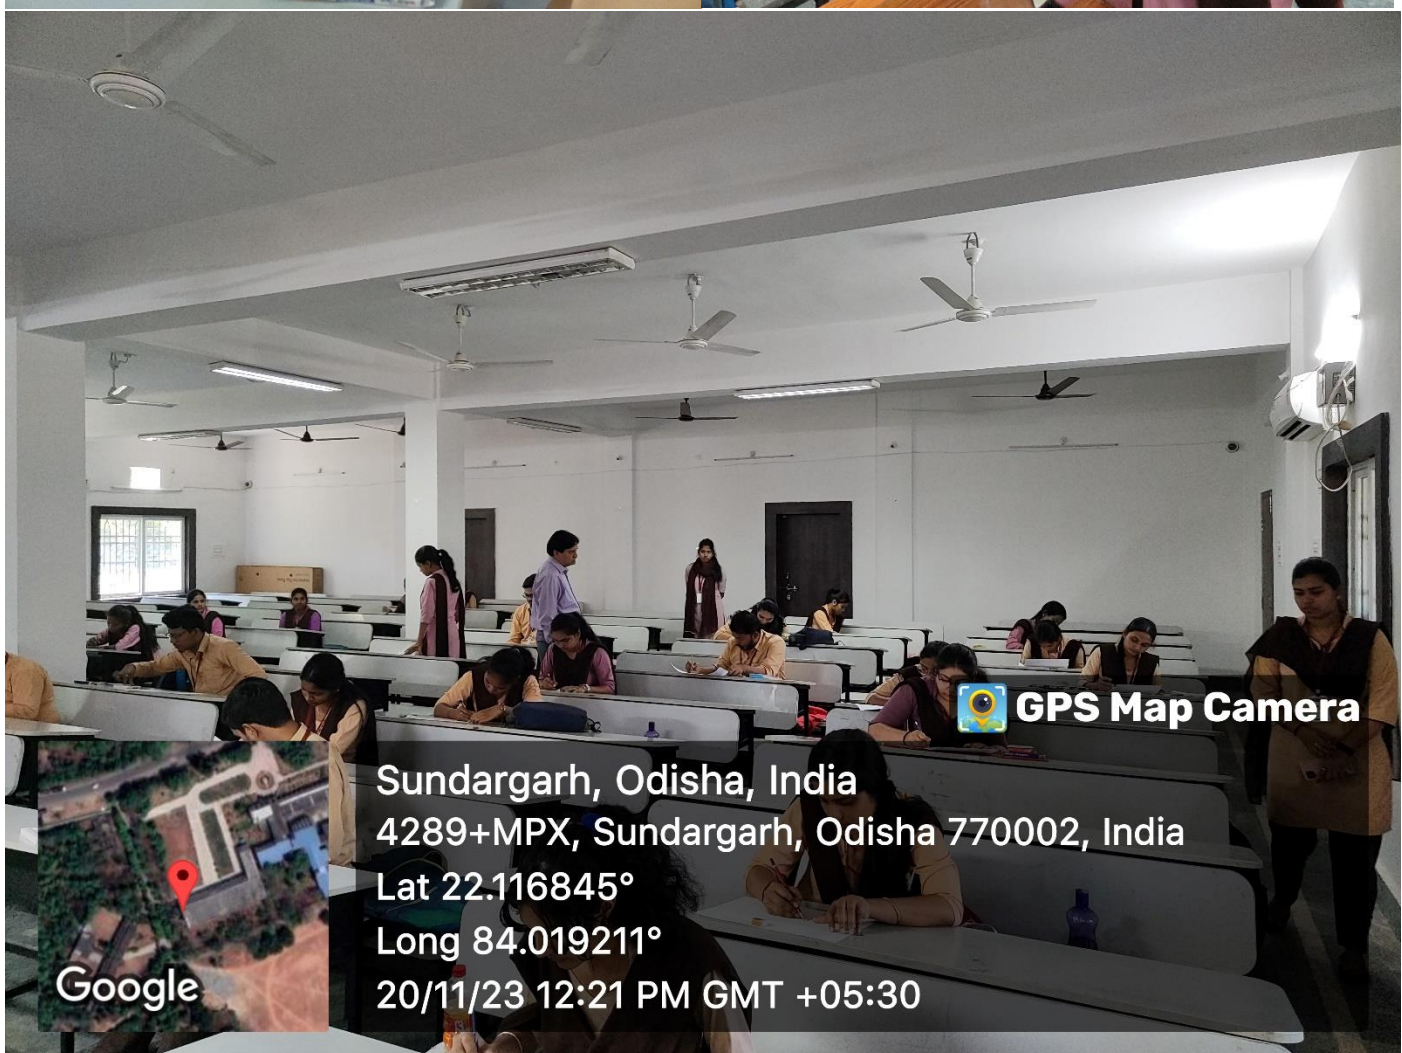 GPS Map Camera
Sundargarh, Odisha, India
4289+MPX, Sundargarh, Odisha 770002, India
Lat 22.116845°
Long 84.019211°
20/11/23 12:21 PM GMT +05:30
Google